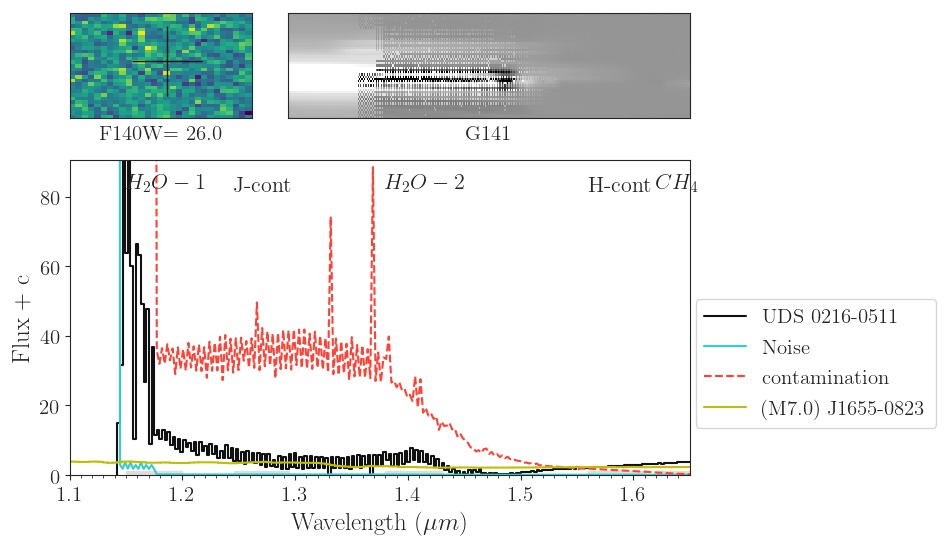 F140W= 26.0
G141
H₂O − 1
J-cont
H₂O − 2
H-cont
CH₄
80
60
40
20
0
Flux + c
1.1
1.2
1.3
1.4
1.5
1.6
Wavelength (μm)
UDS 0216-0511
Noise
contamination
(M7.0) J1655-0823